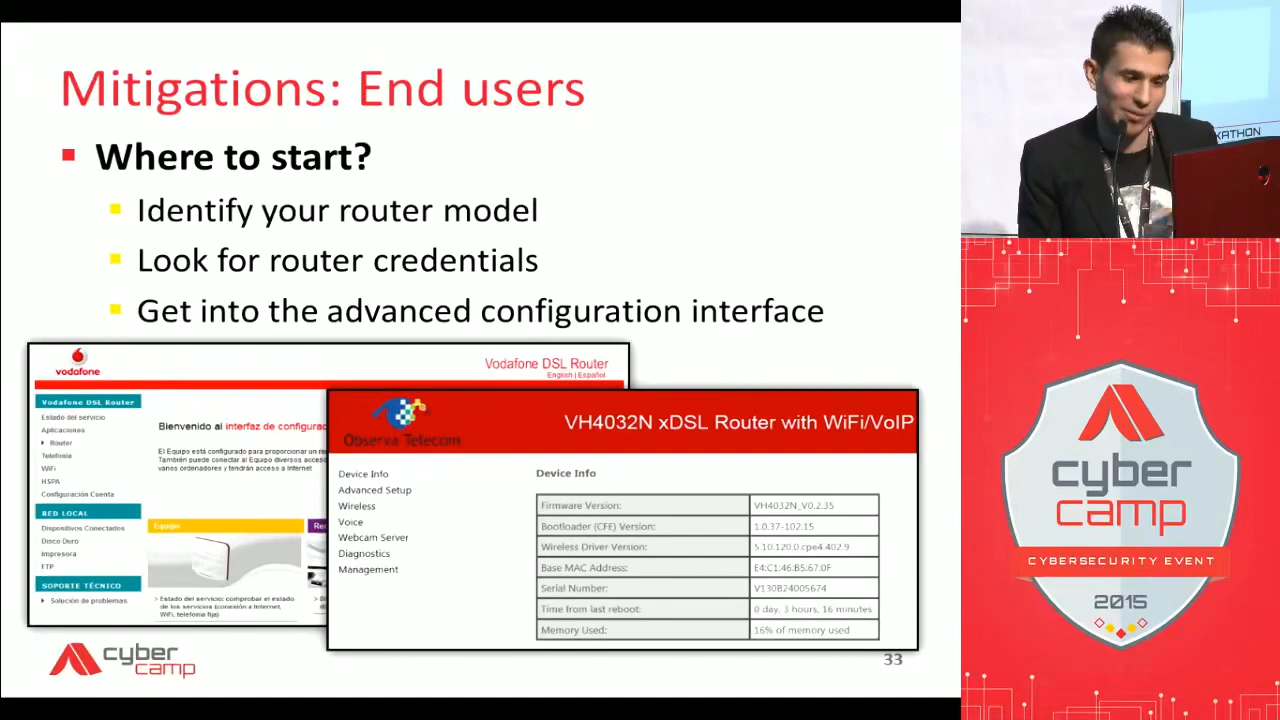 Mitigations: End users
Where to start?
Identify your router model
Look for router credentials
Get into the advanced configuration interface
vodafone
Vodafone DSL Router
English | Español
Vodafone DSL Router
Estado del servicio
Aplicaciones
Router
Telefonía
WiFi
HSPA
Configuración Cuenta
RED LOCAL
Dispositivos Conectados
Disco Duro
Impresora
FTP
SOPORTE TÉCNICO
Solución de problemas
Bienvenido al interfaz de configura
El Equipo está configurado para proporcionar un
También puede conectar al Equipo diversos acceso
varios ordenadores y tendrán acceso a Internet
Equipo
Estado del servicio: comprobar el estado
de los servicios (conexión a Internet,
WiFi, telefonía fija)
Observa Telecom
VH4032N xDSL Router with WiFi/VoIP
Device Info
Advanced Setup
Wireless
Voice
Webcam Server
Diagnostics
Management
Device Info
Firmware Version: VH4032N_V0.2.35
Bootloader (CFE) Version: 1.0.37-102.15
Wireless Driver Version: 5.10.120.0.cpe4.402.9
Base MAC Address: E4:C1:46:B5:67:0F
Serial Number: V130B24005674
Time from last reboot: 0 day, 3 hours, 16 minutes
Memory Used: 16% of memory used
cyber
camp
33
KATHON
cyber
camp
CYBERSECURITY EVENT
2015